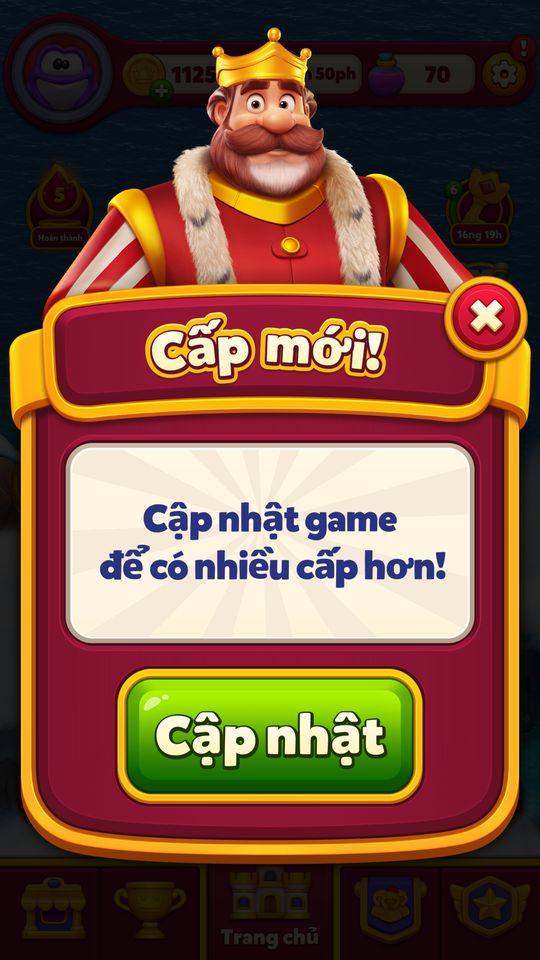 1125
50ph
70
5
Hoàn thành
6
16ng 19h
Cấp mới!
Cập nhật game
để có nhiều cấp hơn!
Cập nhật
Trang chủ